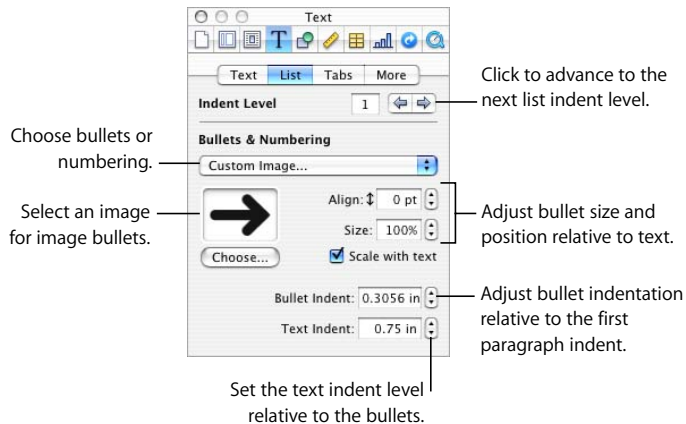 Text
T
Text List Tabs More
Indent Level 1
Click to advance to the
next list indent level.
Bullets & Numbering
Choose bullets or
numbering.
Custom Image...
Select an image
for image bullets.
Align: 0 pt
Size: 100%
Adjust bullet size and
position relative to text.
Choose...
Scale with text
Bullet Indent: 0.3056 in
Text Indent: 0.75 in
Adjust bullet indentation
relative to the first
paragraph indent.
Set the text indent level
relative to the bullets.